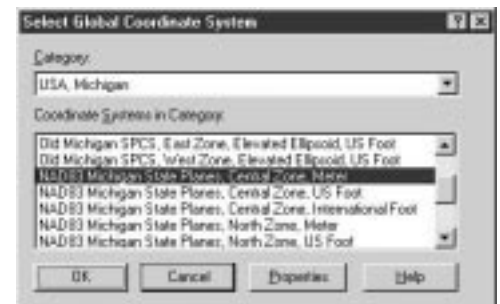 Select Global Coordinate System
Category:
USA, Michigan
Coordinate Systems in Category:
Old Michigan SPCS, East Zone, Elevated Ellipsoid, US Foot
Old Michigan SPCS, West Zone, Elevated Ellipsoid, US Foot
NAD83 Michigan State Planes, Central Zone, Meter
NAD83 Michigan State Planes, Central Zone, US Foot
NAD83 Michigan State Planes, Central Zone, International Foot
NAD83 Michigan State Planes, North Zone, Meter
NAD83 Michigan State Planes, North Zone, US Foot
OK
Cancel
Properties
Help